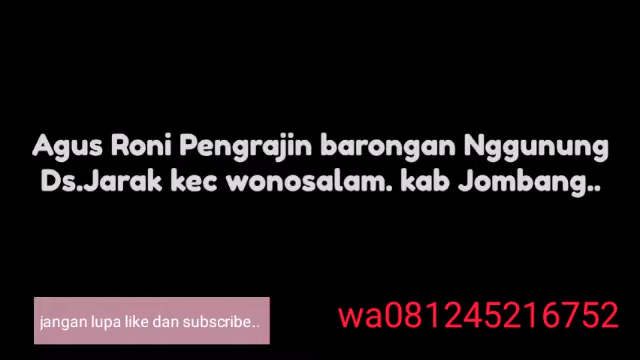 Agus Roni Pengrajin barongan Nggunung
Ds.Jarak kec wonosalam. kab Jombang..
jangan lupa like dan subscribe..
wa081245216752